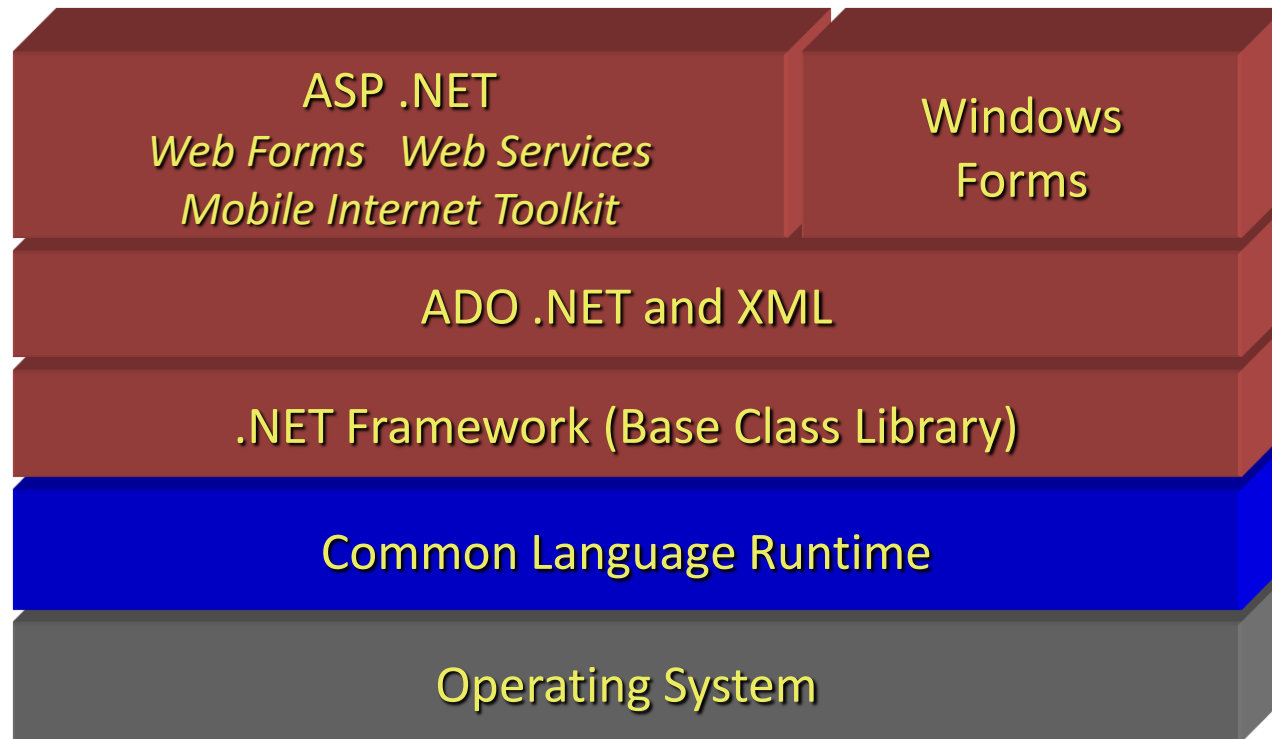 ASP .NET
Web Forms Web Services
Mobile Internet Toolkit
Windows
Forms
ADO .NET and XML
.NET Framework (Base Class Library)
Common Language Runtime
Operating System